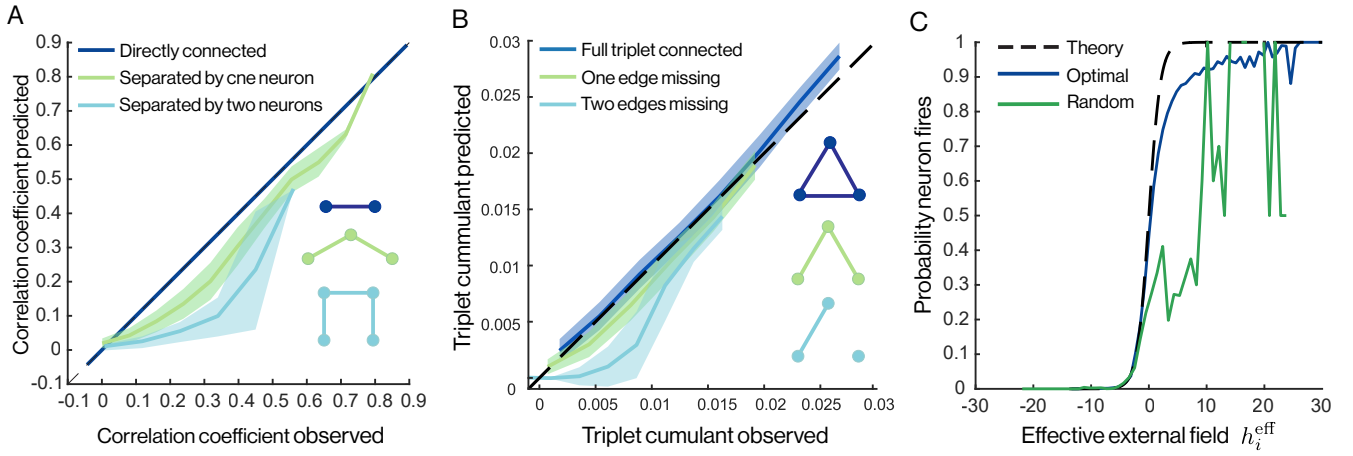 A
Correlation coefficient predicted
0.9
0.8
0.7
0.6
0.5
0.4
0.3
0.2
0.1
0
-0.1
-0.1 0 0.1 0.2 0.3 0.4 0.5 0.6 0.7 0.8 0.9
Correlation coefficient observed
Directly connected
Separated by cne neuron
Separated by two neurons
B
Triplet cummulant predicted
0.03
0.025
0.02
0.015
0.01
0.005
0
0 0.005 0.01 0.015 0.02 0.025 0.03
Triplet cumulant observed
Full triplet connected
One edge missing
Two edges missing
C
Probability neuron fires
1
0.9
0.8
0.7
0.6
0.5
0.4
0.3
0.2
0.1
0
-30 -20 -10 0 10 20 30
Effective external field h_i^eff
Theory
Optimal
Random